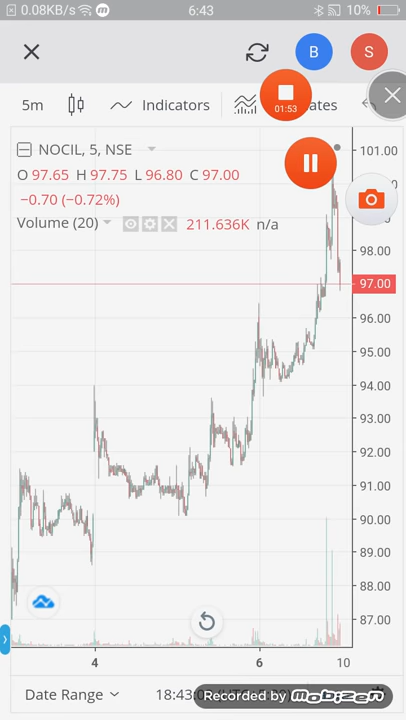 0.08KB/s m 6:43 10%
B S
5m Indicators 1:53
NOCIL, 5, NSE
O 97.65 H 97.75 L 96.80 C 97.00
−0.70 (−0.72%)
Volume (20) 211.636K n/a
101.00
98.00
97.00
96.00
95.00
94.00
93.00
92.00
91.00
90.00
89.00
88.00
87.00
4 6 10
Date Range 18:43:0
Recorded by MOBIZEN